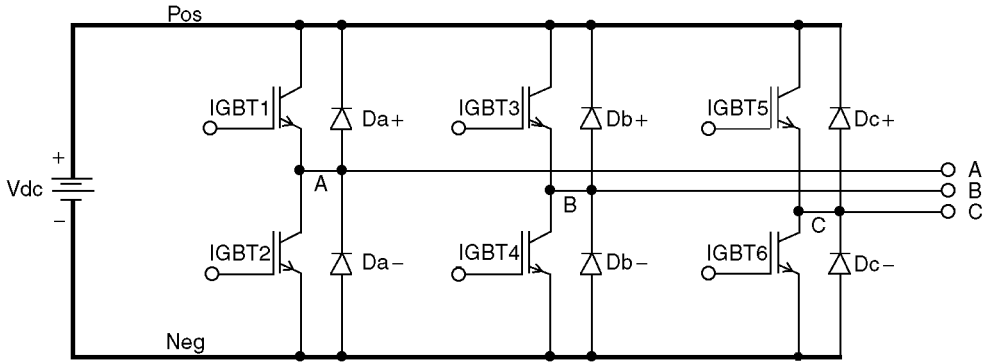 Pos
IGBT1 Da+ IGBT3 Db+ IGBT5 Dc+
+
Vdc
−
A A
B B
C C
IGBT2 Da− IGBT4 Db− IGBT6 Dc−
Neg